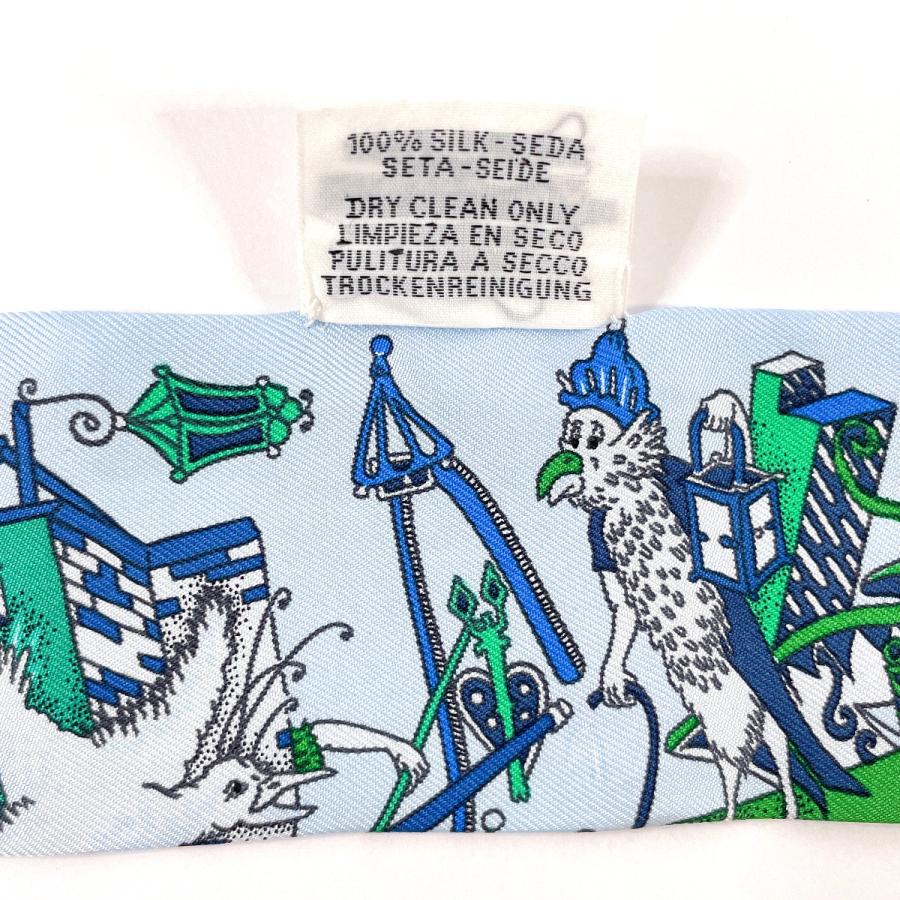 100% SILK - SEDA
SETA - SEIDE
DRY CLEAN ONLY
LIMPIEZA EN SECO
PULITURA A SECCO
TROCKENREINIGUNG